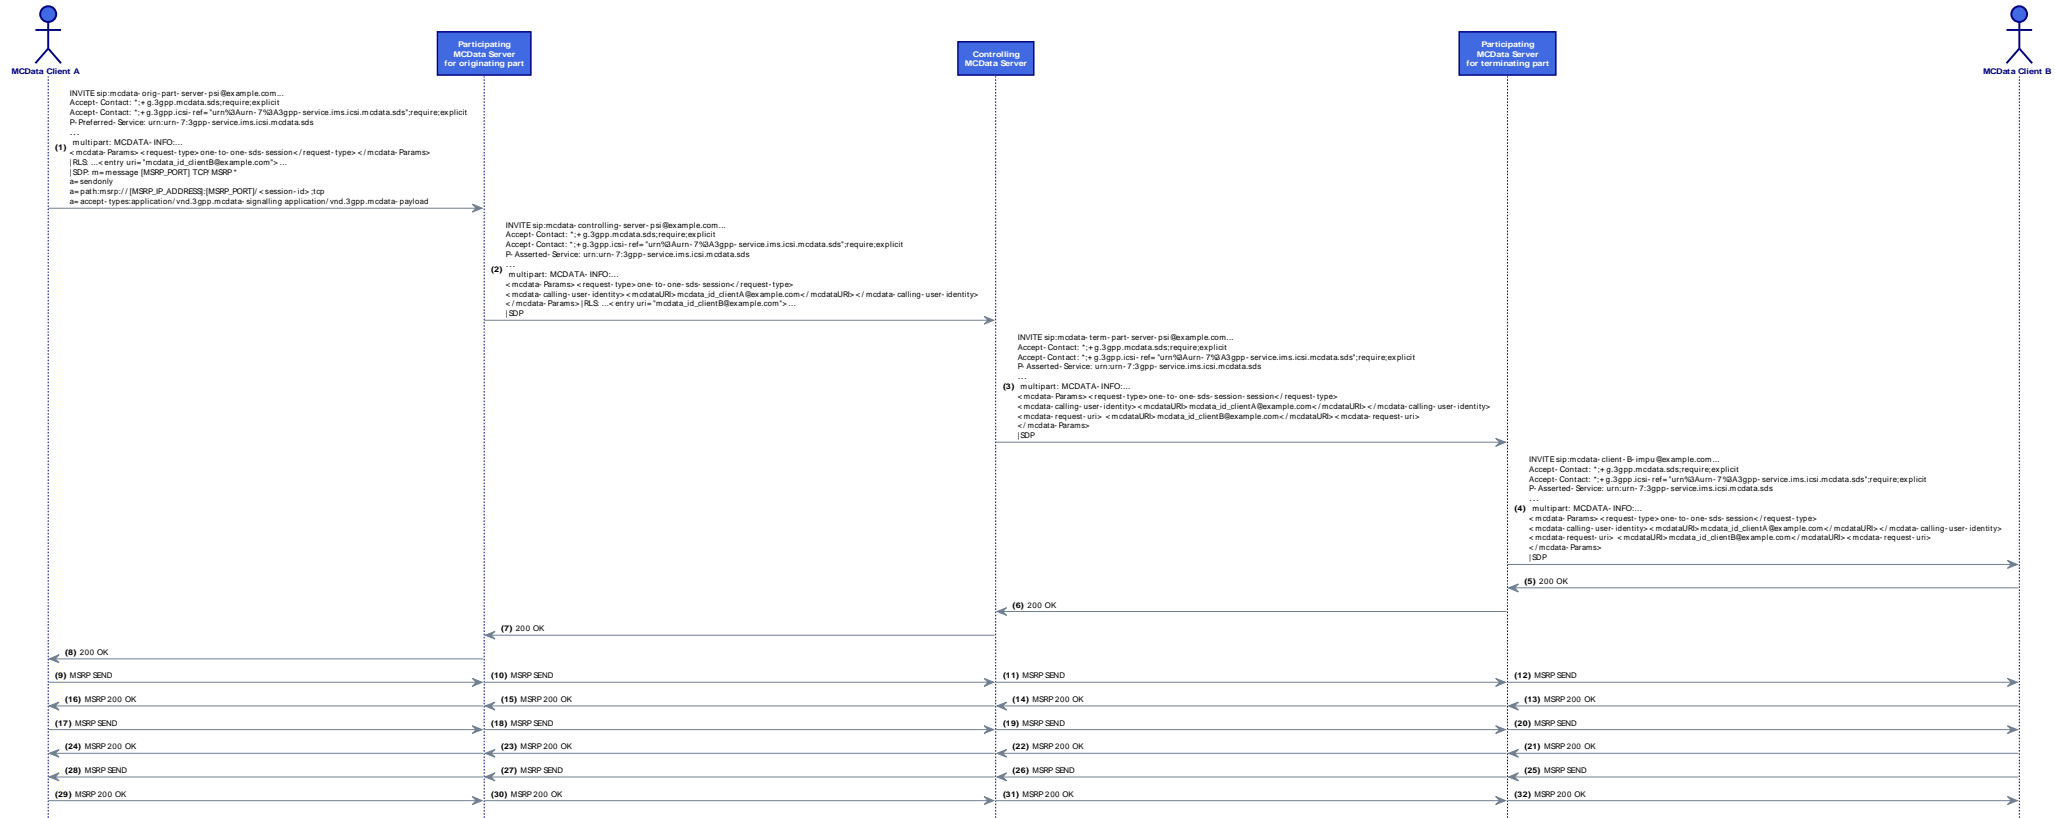 MCData Client A
Participating
MCData Server
for originating part
Controlling
MCData Server
Participating
MCData Server
for terminating part
MCData Client B
(1)
INVITE sip:mcdata-orig-part-server-psi@example.com...
Accept-Contact: *;+g.3gpp.mcdata.sds;require;explicit
Accept-Contact: *;+g.3gpp.icsi-ref="urn%3Aurn-7%3A3gpp-service.ims.icsi.mcdata.sds";require;explicit
P-Preferred-Service: urn:urn-7:3gpp-service.ims.icsi.mcdata.sds
...
multipart: MCDATA-INFO:...
<mcdata-Params><request-type>one-to-one-sds-session</request-type></mcdata-Params>
|RLS: ...<entry uri="mcdata_id_clientB@example.com">...
|SDP: m=message [MSRP_PORT] TCP/MSRP *
a=sendonly
a=path:msrp://[MSRP_IP_ADDRESS]:[MSRP_PORT]/<session-id>;tcp
a=accept-types:application/vnd.3gpp.mcdata-signalling application/vnd.3gpp.mcdata-payload
(2)
INVITE sip:mcdata-controlling-server-psi@example.com...
Accept-Contact: *;+g.3gpp.mcdata.sds;require;explicit
Accept-Contact: *;+g.3gpp.icsi-ref="urn%3Aurn-7%3A3gpp-service.ims.icsi.mcdata.sds";require;explicit
P-Asserted-Service: urn:urn-7:3gpp-service.ims.icsi.mcdata.sds
...
multipart: MCDATA-INFO:...
<mcdata-Params><request-type>one-to-one-sds-session</request-type>
<mcdata-calling-user-identity><mcdataURI>mcdata_id_clientA@example.com</mcdataURI></mcdata-calling-user-identity>
</mcdata-Params>|RLS: ...<entry uri="mcdata_id_clientB@example.com">...
|SDP
(3)
INVITE sip:mcdata-term-part-server-psi@example.com...
Accept-Contact: *;+g.3gpp.mcdata.sds;require;explicit
Accept-Contact: *;+g.3gpp.icsi-ref="urn%3Aurn-7%3A3gpp-service.ims.icsi.mcdata.sds";require;explicit
P-Asserted-Service: urn:urn-7:3gpp-service.ims.icsi.mcdata.sds
...
multipart: MCDATA-INFO:...
<mcdata-Params><request-type>one-to-one-sds-session-session</request-type>
<mcdata-calling-user-identity><mcdataURI>mcdata_id_clientA@example.com</mcdataURI></mcdata-calling-user-identity>
<mcdata-request-uri> <mcdataURI>mcdata_id_clientB@example.com</mcdataURI><mcdata-request-uri>
</mcdata-Params>
|SDP
(4)
INVITE sip:mcdata-client-B-impu@example.com...
Accept-Contact: *;+g.3gpp.mcdata.sds;require;explicit
Accept-Contact: *;+g.3gpp.icsi-ref="urn%3Aurn-7%3A3gpp-service.ims.icsi.mcdata.sds";require;explicit
P-Asserted-Service: urn:urn-7:3gpp-service.ims.icsi.mcdata.sds
...
multipart: MCDATA-INFO:...
<mcdata-Params><request-type>one-to-one-sds-session</request-type>
<mcdata-calling-user-identity><mcdataURI>mcdata_id_clientA@example.com</mcdataURI></mcdata-calling-user-identity>
<mcdata-request-uri> <mcdataURI>mcdata_id_clientB@example.com</mcdataURI><mcdata-request-uri>
</mcdata-Params>
|SDP
(5) 200 OK
(6) 200 OK
(7) 200 OK
(8) 200 OK
(9) MSRP SEND
(10) MSRP SEND
(11) MSRP SEND
(12) MSRP SEND
(16) MSRP 200 OK
(15) MSRP 200 OK
(14) MSRP 200 OK
(13) MSRP 200 OK
(17) MSRP SEND
(18) MSRP SEND
(19) MSRP SEND
(20) MSRP SEND
(24) MSRP 200 OK
(23) MSRP 200 OK
(22) MSRP 200 OK
(21) MSRP 200 OK
(28) MSRP SEND
(27) MSRP SEND
(26) MSRP SEND
(25) MSRP SEND
(29) MSRP 200 OK
(30) MSRP 200 OK
(31) MSRP 200 OK
(32) MSRP 200 OK